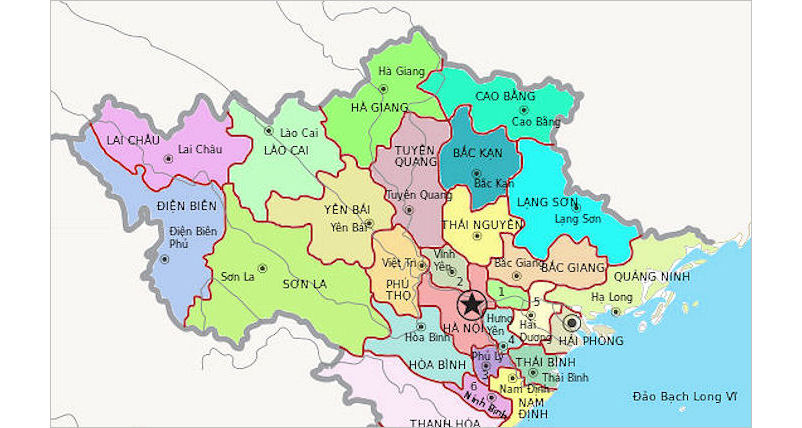 Hà Giang
HÀ GIANG
CAO BẰNG
Cao Bằng
LAI CHÂU
Lai Châu
Lào Cai
LÀO CAI
TUYÊN
QUANG
Tuyên Quang
BẮC KẠN
Bắc Kạn
LẠNG SƠN
Lạng Sơn
ĐIỆN BIÊN
Điện Biên
Phủ
YÊN BÁI
Yên Bái
THÁI NGUYÊN
Sơn La
SƠN LA
Việt Trì
PHÚ
THỌ
Vĩnh
Yên
2
Bắc Giang
BẮC GIANG
QUẢNG NINH
Hạ Long
1
5
HÀ NỘI
Hưng
Yên
Hải
Dương
HẢI PHÒNG
4
Hòa Bình
HÒA BÌNH
Phủ Lý
3
THÁI BÌNH
Thái Bình
6
Ninh Bình
Nam Định
NAM
ĐỊNH
Đảo Bạch Long Vĩ
THANH HÓA